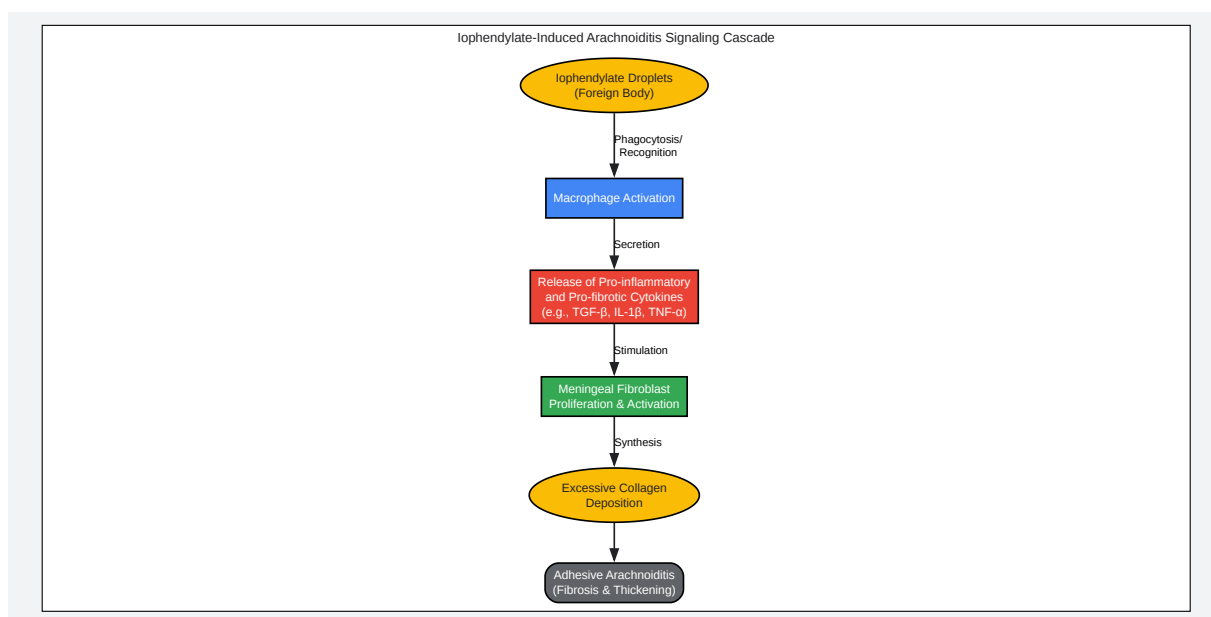 Iophendylate-Induced Arachnoiditis Signaling Cascade
Iophendylate Droplets
(Foreign Body)
Phagocytosis/
Recognition
Macrophage Activation
Secretion
Release of Pro-inflammatory
and Pro-fibrotic Cytokines
(e.g., TGF-β, IL-1β, TNF-α)
Stimulation
Meningeal Fibroblast
Proliferation & Activation
Synthesis
Excessive Collagen
Deposition
Adhesive Arachnoiditis
(Fibrosis & Thickening)